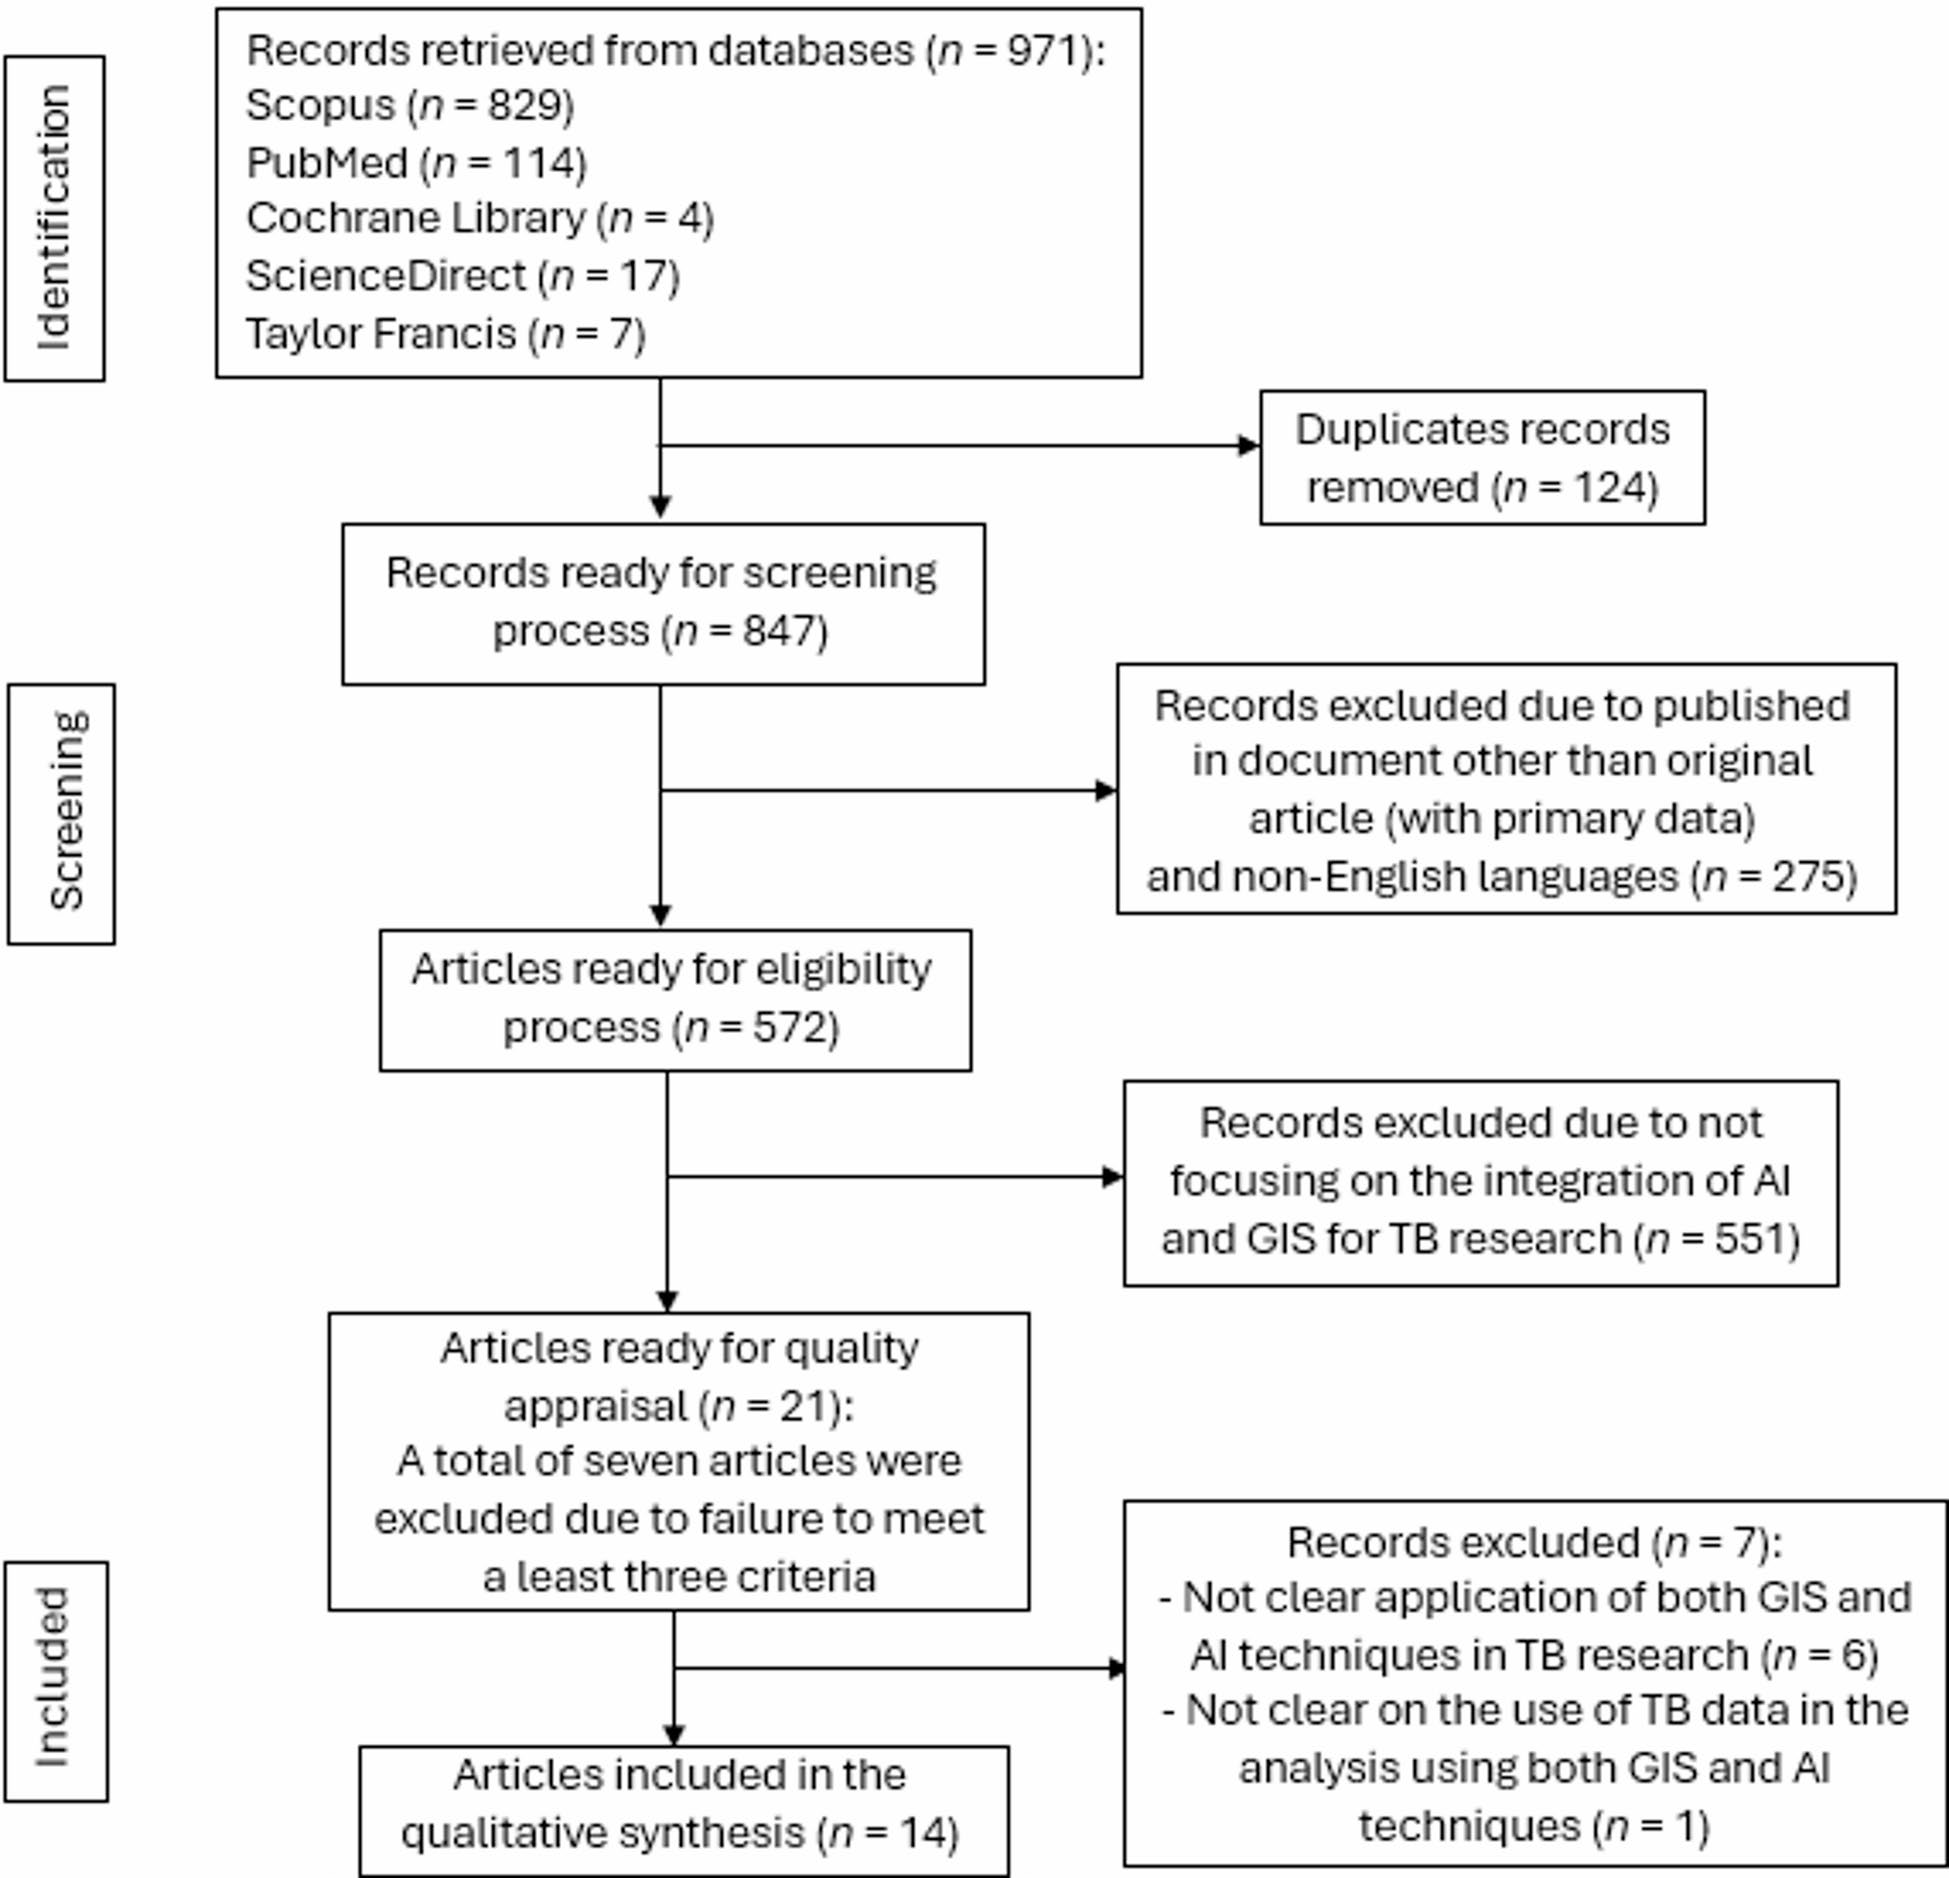 Identification
Records retrieved from databases (n = 971):
Scopus (n = 829)
PubMed (n = 114)
Cochrane Library (n = 4)
ScienceDirect (n = 17)
Taylor Francis (n = 7)
Duplicates records
removed (n = 124)
Records ready for screening
process (n = 847)
Screening
Records excluded due to published
in document other than original
article (with primary data)
and non-English languages (n = 275)
Articles ready for eligibility
process (n = 572)
Records excluded due to not
focusing on the integration of AI
and GIS for TB research (n = 551)
Articles ready for quality
appraisal (n = 21):
A total of seven articles were
excluded due to failure to meet
a least three criteria
Included
Records excluded (n = 7):
- Not clear application of both GIS and
AI techniques in TB research (n = 6)
- Not clear on the use of TB data in the
analysis using both GIS and AI
techniques (n = 1)
Articles included in the
qualitative synthesis (n = 14)